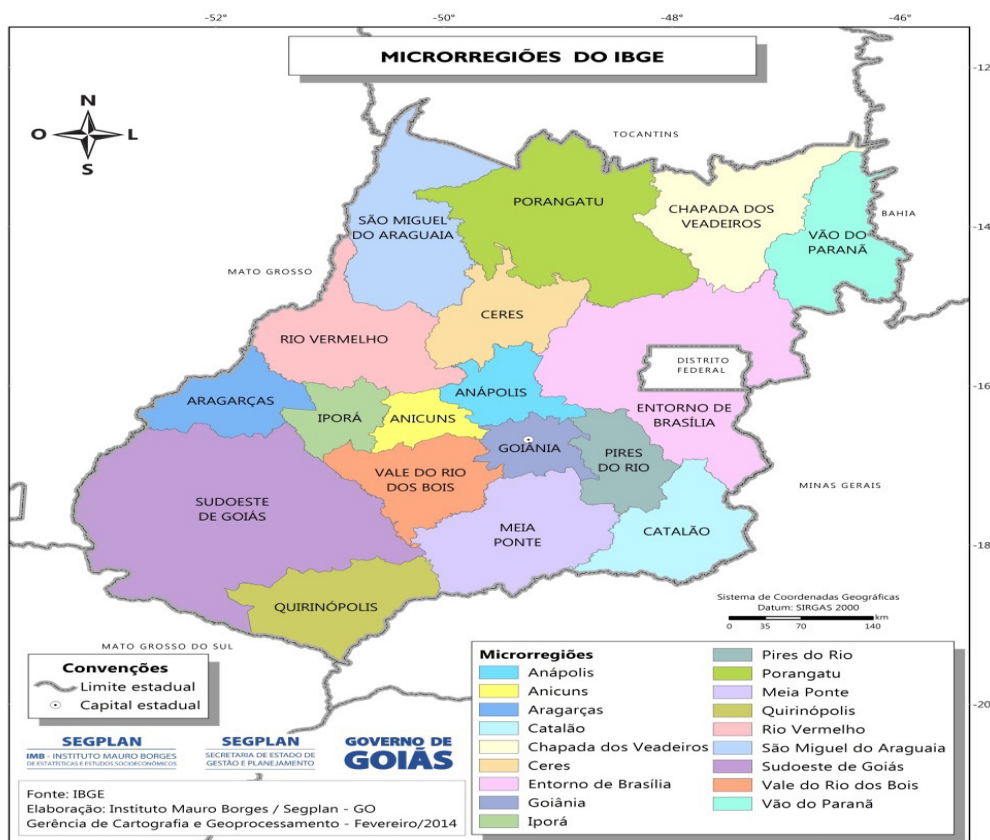 -52°
-50°
-48°
-46°
MICRORREGIÕES DO IBGE
-12
N
O
L
S
TOCANTINS
PORANGATU
CHAPADA DOS
VEADEIROS
SÃO MIGUEL
DO ARAGUAIA
BAHIA
-14
VÃO DO
PARANÃ
MATO GROSSO
CERES
RIO VERMELHO
DISTRITO
FEDERAL
-16
ANÁPOLIS
ARAGARÇAS
IPORÁ
ANICUNS
ENTORNO DE
BRASÍLIA
GOIÂNIA
PIRES
DO RIO
VALE DO RIO
DOS BOIS
MINAS GERAIS
SUDOESTE
DE GOIÁS
MEIA
PONTE
CATALÃO
-18
QUIRINÓPOLIS
Sistema de Coordenadas Geográficas
Datum: SIRGAS 2000
km
0 35 70 140
MATO GROSSO DO SUL
Convenções
Limite estadual
Capital estadual
Microrregiões
Anápolis
Anicuns
Aragarças
Catalão
Chapada dos Veadeiros
Ceres
Entorno de Brasília
Goiânia
Iporá
Pires do Rio
Porangatu
Meia Ponte
Quirinópolis
Rio Vermelho
São Miguel do Araguaia
Sudoeste de Goiás
Vale do Rio dos Bois
Vão do Paranã
-20
SEGPLAN
IMB - INSTITUTO MAURO BORGES
DE ESTATÍSTICAS E ESTUDOS SOCIOECONÔMICOS
SEGPLAN
SECRETARIA DE ESTADO DE
GESTÃO E PLANEJAMENTO
GOVERNO DE
GOIÁS
Fonte: IBGE
Elaboração: Instituto Mauro Borges / Segplan - GO
Gerência de Cartografia e Geoprocessamento - Fevereiro/2014